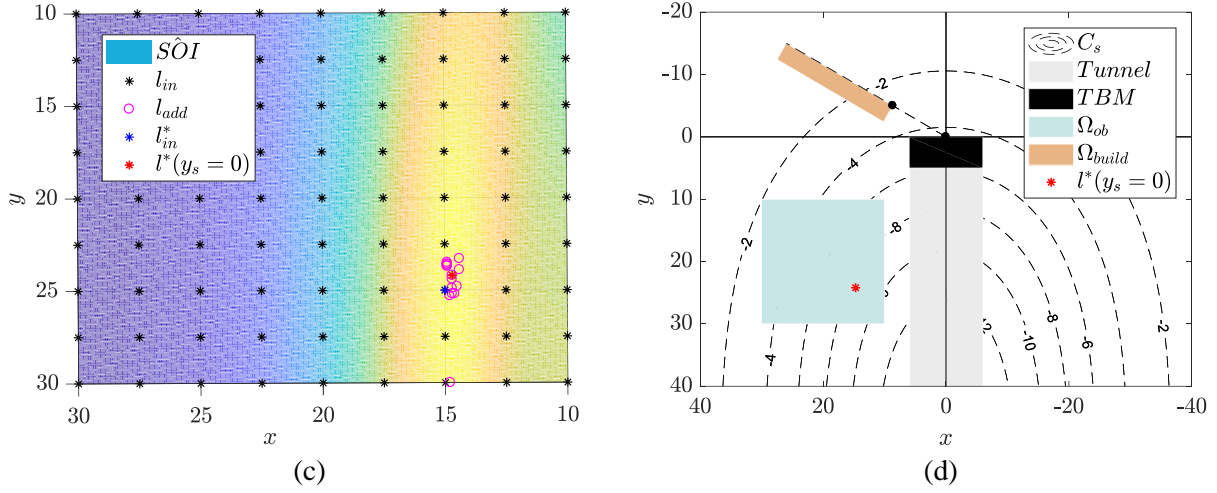 10
15
20
25
30
y
30 25 20 15 10
x
SÔI
l_in
l_add
l*_in
l*(y_s = 0)
(c)
-20
-10
0
10
20
30
40
y
40 20 0 -20 -40
x
C_s
Tunnel
TBM
Ω_ob
Ω_build
l*(y_s = 0)
-2
-4
-8
-2
-4
12
-10
-8
-6
-2
(d)